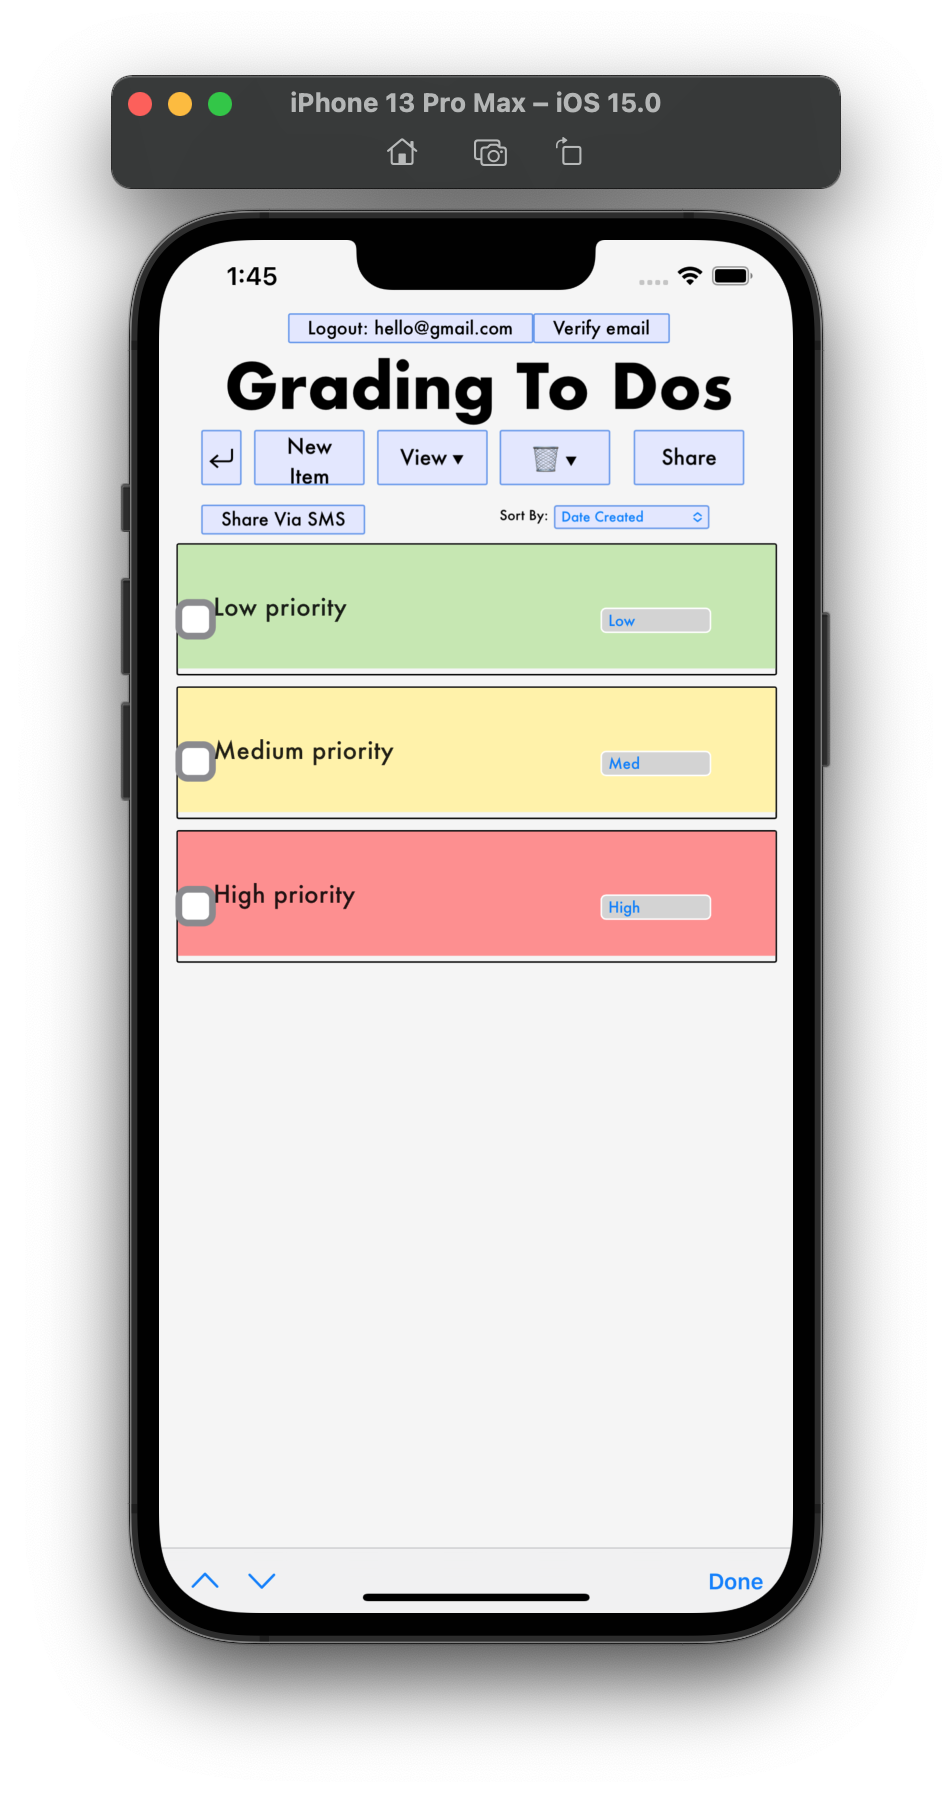 iPhone 13 Pro Max – iOS 15.0
1:45
Logout: hello@gmail.com Verify email
Grading To Dos
New
Item
View ▾
▾
Share
Share Via SMS
Sort By: Date Created
Low priority
Low
Medium priority
Med
High priority
High
Done